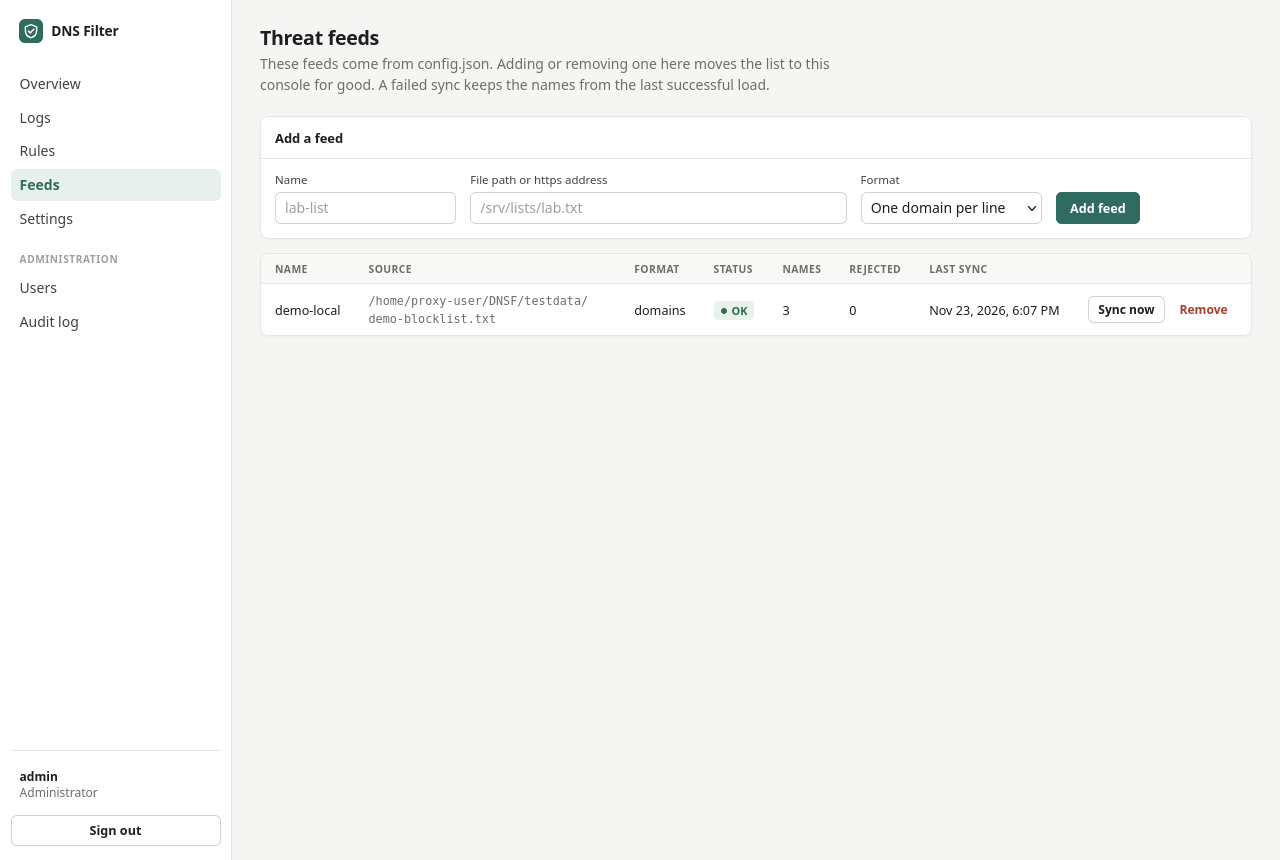 DNS Filter
Overview
Logs
Rules
Feeds
Settings
ADMINISTRATION
Users
Audit log
admin
Administrator
Sign out
Threat feeds
These feeds come from config.json. Adding or removing one here moves the list to this
console for good. A failed sync keeps the names from the last successful load.
Add a feed
Name File path or https address Format
lab-list /srv/lists/lab.txt One domain per line Add feed
NAME SOURCE FORMAT STATUS NAMES REJECTED LAST SYNC
demo-local /home/proxy-user/DNSF/testdata/ domains OK 3 0 Nov 23, 2026, 6:07 PM Sync now Remove
demo-blocklist.txt